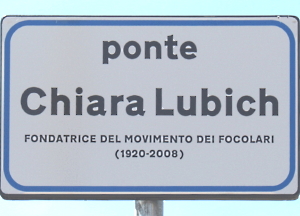 ponte
Chiara Lubich
FONDATRICE DEL MOVIMENTO DEI FOCOLARI
(1920-2008)